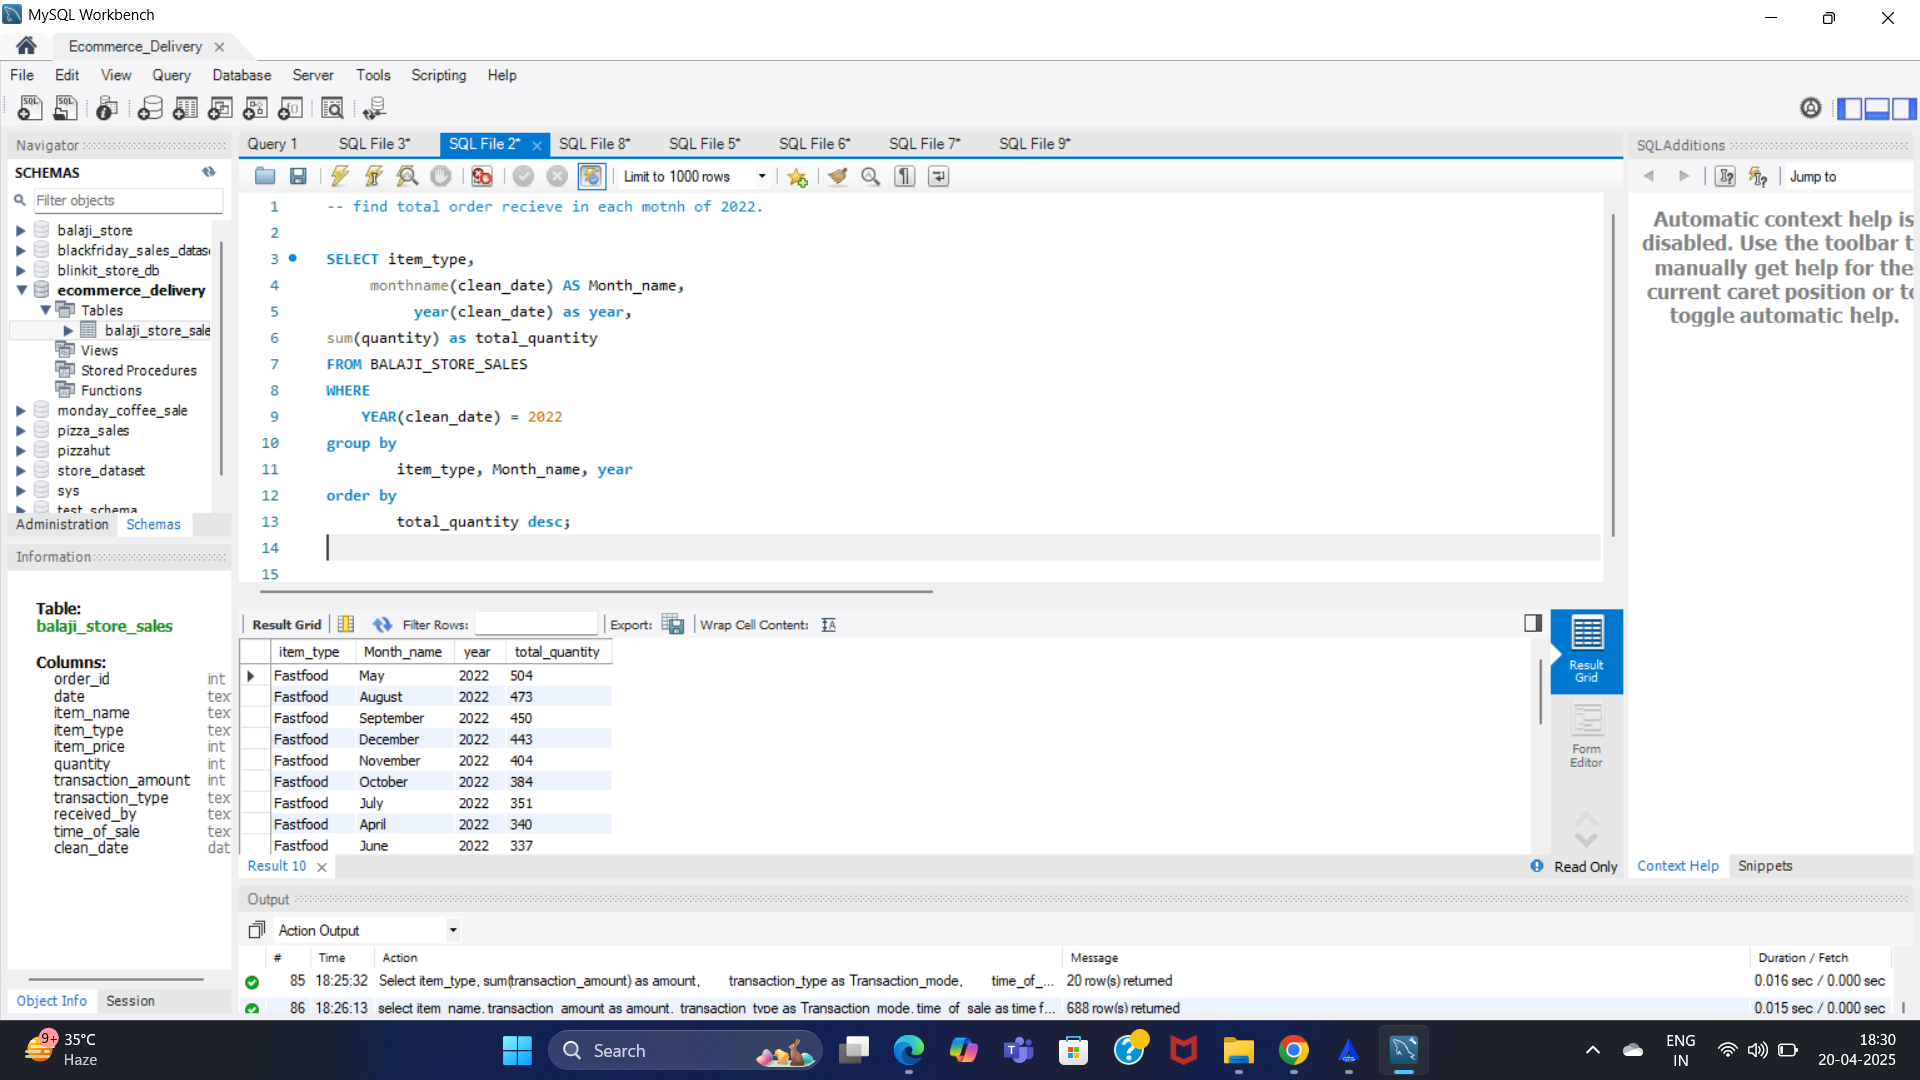 MySQL Workbench
Ecommerce_Delivery
File Edit View Query Database Server Tools Scripting Help
Navigator
SCHEMAS
Filter objects
balaji_store
blackfriday_sales_datas
blinkit_store_db
ecommerce_delivery
Tables
balaji_store_sale
Views
Stored Procedures
Functions
monday_coffee_sale
pizza_sales
pizzahut
store_dataset
sys
test_schema
Administration Schemas
Information
Table:
balaji_store_sales
Columns:
order_id int
date tex
item_name tex
item_type tex
item_price int
quantity int
transaction_amount int
transaction_type tex
received_by tex
time_of_sale tex
clean_date dat
Object Info Session
Query 1 SQL File 3* SQL File 2* SQL File 8* SQL File 5* SQL File 6* SQL File 7* SQL File 9*
Limit to 1000 rows
1 -- find total order recieve in each motnh of 2022.
2
3 SELECT item_type,
4 monthname(clean_date) AS Month_name,
5 year(clean_date) as year,
6 sum(quantity) as total_quantity
7 FROM BALAJI_STORE_SALES
8 WHERE
9 YEAR(clean_date) = 2022
10 group by
11 item_type, Month_name, year
12 order by
13 total_quantity desc;
14
15
Result Grid Filter Rows: Export: Wrap Cell Content:
item_type Month_name year total_quantity
Fastfood May 2022 504
Fastfood August 2022 473
Fastfood September 2022 450
Fastfood December 2022 443
Fastfood November 2022 404
Fastfood October 2022 384
Fastfood July 2022 351
Fastfood April 2022 340
Fastfood June 2022 337
Result Grid
Form Editor
Result 10
Read Only
SQLAdditions
Jump to
Automatic context help is
disabled. Use the toolbar t
manually get help for the
current caret position or to
toggle automatic help.
Context Help Snippets
Output
Action Output
# Time Action Message Duration / Fetch
85 18:25:32 Select item_type, sum(transaction_amount) as amount, transaction_type as Transaction_mode, time_of_... 20 row(s) returned 0.016 sec / 0.000 sec
86 18:26:13 select item_name, transaction_amount as amount, transaction_type as Transaction_mode, time_of_sale as time f... 688 row(s) returned 0.015 sec / 0.000 sec
9+
35°C
Haze
Search
ENG
IN
18:30
20-04-2025